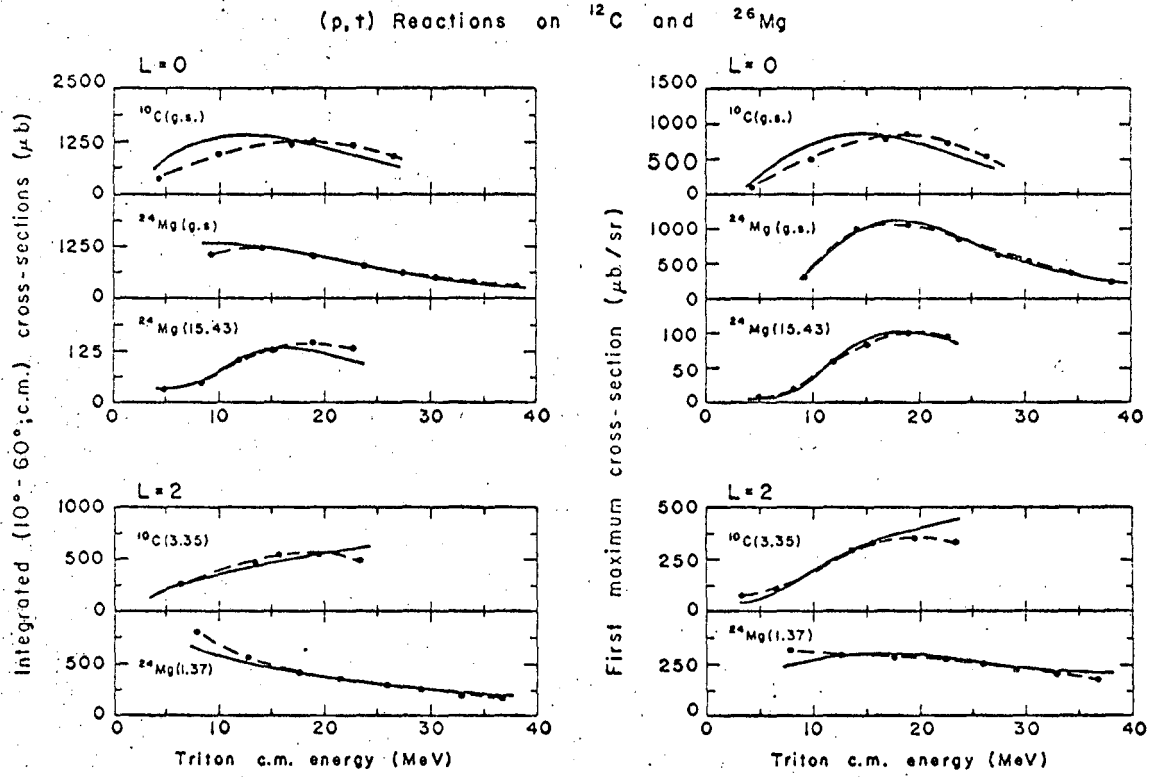 (p,t) Reactions on ¹²C and ²⁶Mg
Integrated (10°-60°; c.m.) cross-sections (μb)
L=0
2500
1250
0
¹⁰C(g.s.)
1250
0
²⁴Mg(g.s)
125
0
²⁴Mg(15.43)
0 10 20 30 40
L=2
1000
500
0
¹⁰C(3.35)
500
0
²⁴Mg(1.37)
0 10 20 30 40
Triton c.m. energy (MeV)
First maximum cross-section (μb/sr)
L=0
1500
1000
500
0
¹⁰C(g.s.)
1000
500
0
²⁴Mg(g.s.)
100
50
0
²⁴Mg(15.43)
0 10 20 30 40
L=2
500
250
0
¹⁰C(3.35)
250
0
²⁴Mg(1.37)
0 10 20 30 40
Triton c.m. energy (MeV)